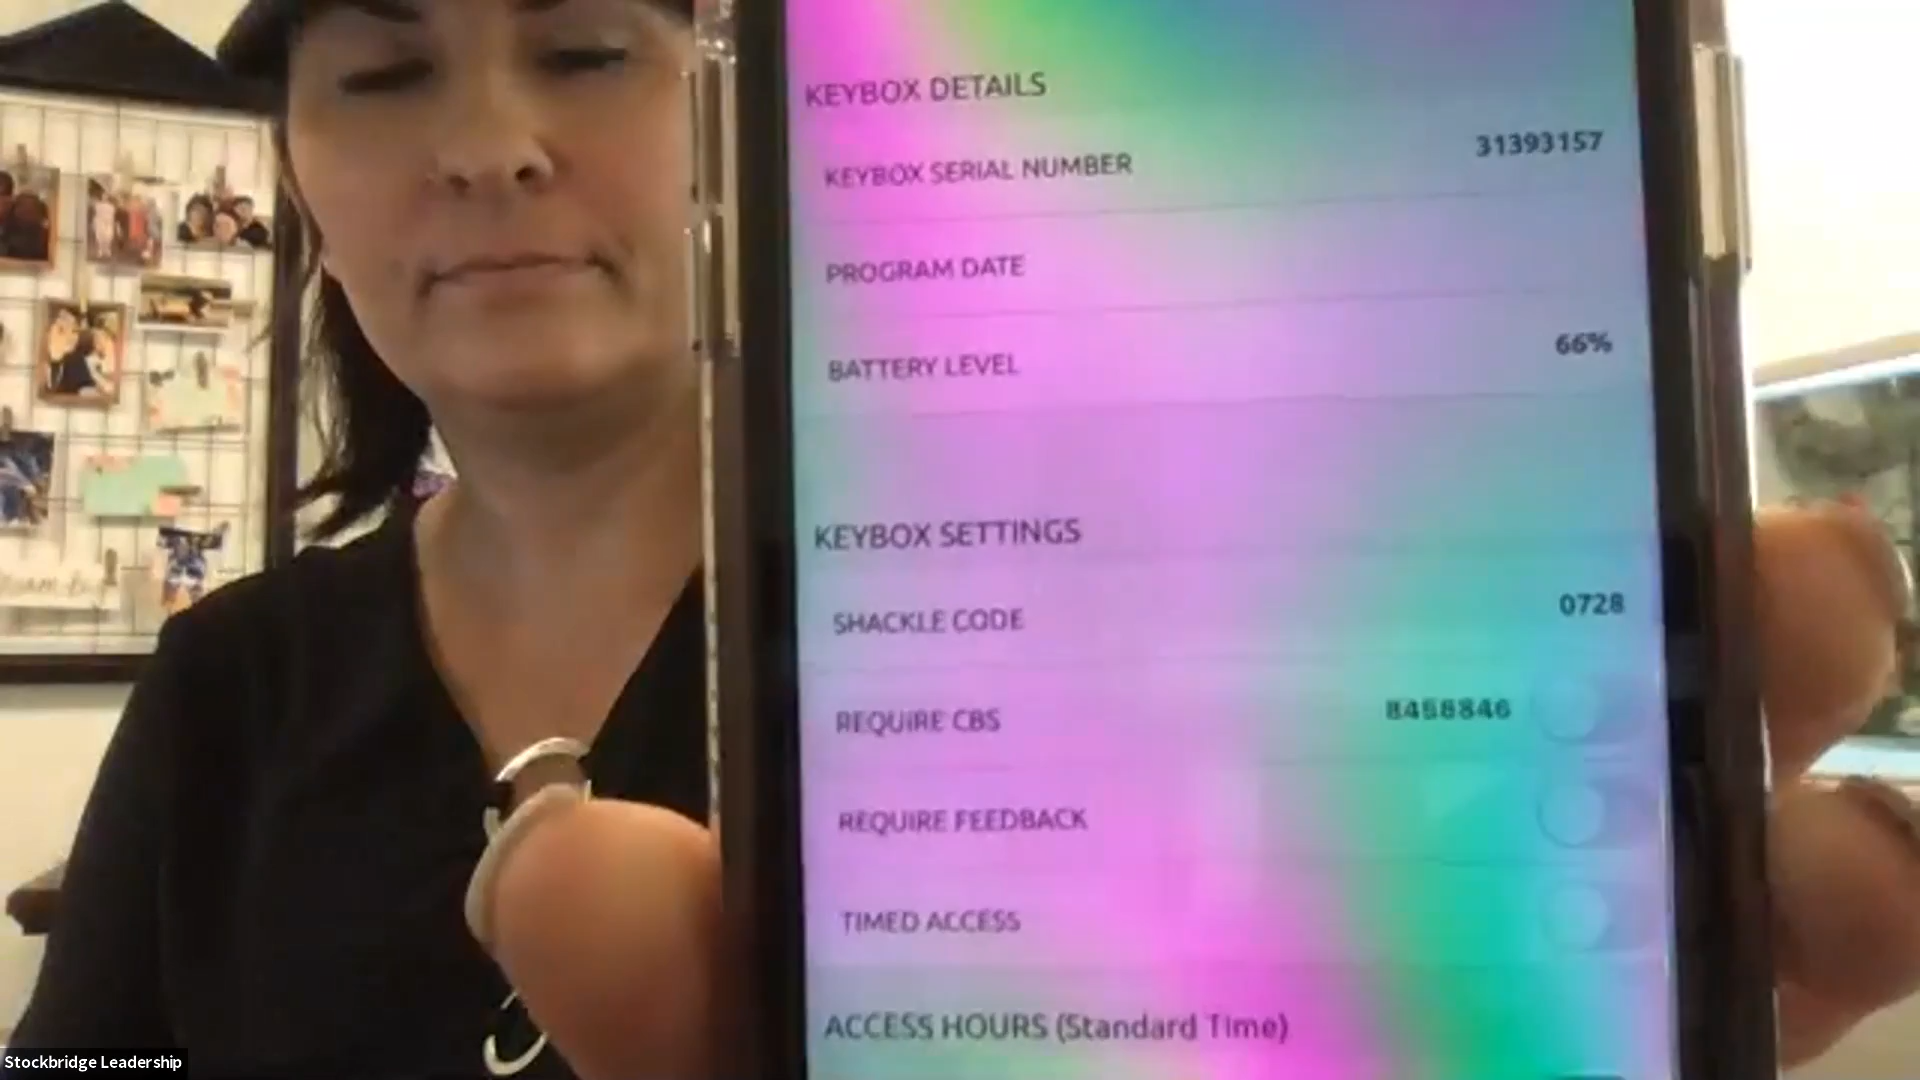 KEYBOX DETAILS
KEYBOX SERIAL NUMBER 31393157
PROGRAM DATE
BATTERY LEVEL 66%
KEYBOX SETTINGS
SHACKLE CODE 0728
REQUIRE CBS 8458846
REQUIRE FEEDBACK
TIMED ACCESS
ACCESS HOURS (Standard Time)
Stockbridge Leadership